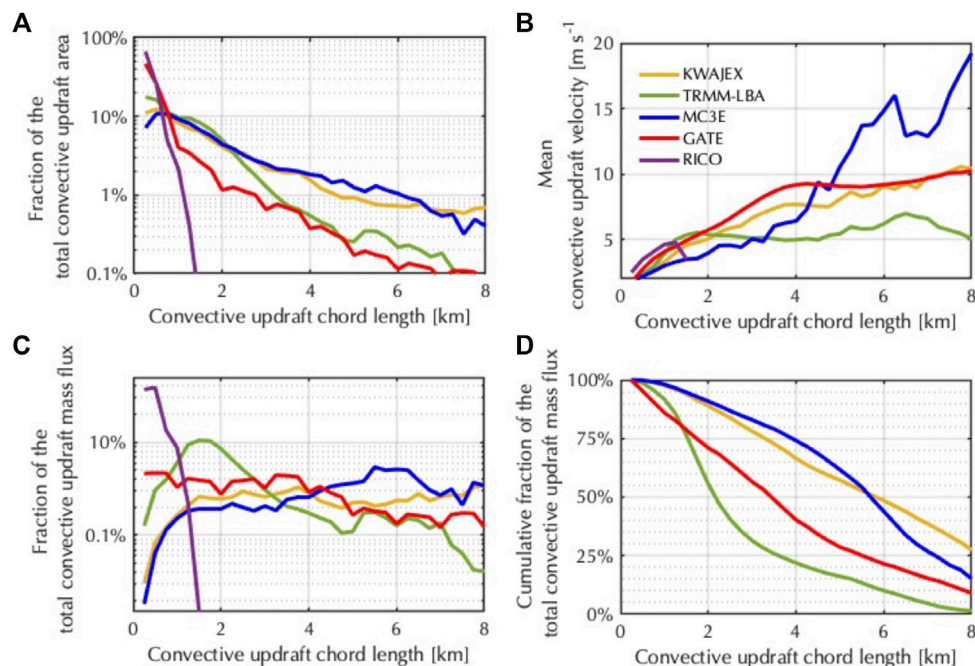 A
100%
10%
1%
0.1%
Fraction of the
total convective updraft area
0 2 4 6 8
Convective updraft chord length [km]
B
20
15
10
5
Mean
convective updraft velocity [m s⁻¹]
KWAJEX
TRMM-LBA
MC3E
GATE
RICO
0 2 4 6 8
Convective updraft chord length [km]
C
10%
0.1%
Fraction of the
total convective updraft mass flux
0 2 4 6 8
Convective updraft chord length [km]
D
100%
75%
50%
25%
0%
Cumulative fraction of the
total convective updraft mass flux
0 2 4 6 8
Convective updraft chord length [km]